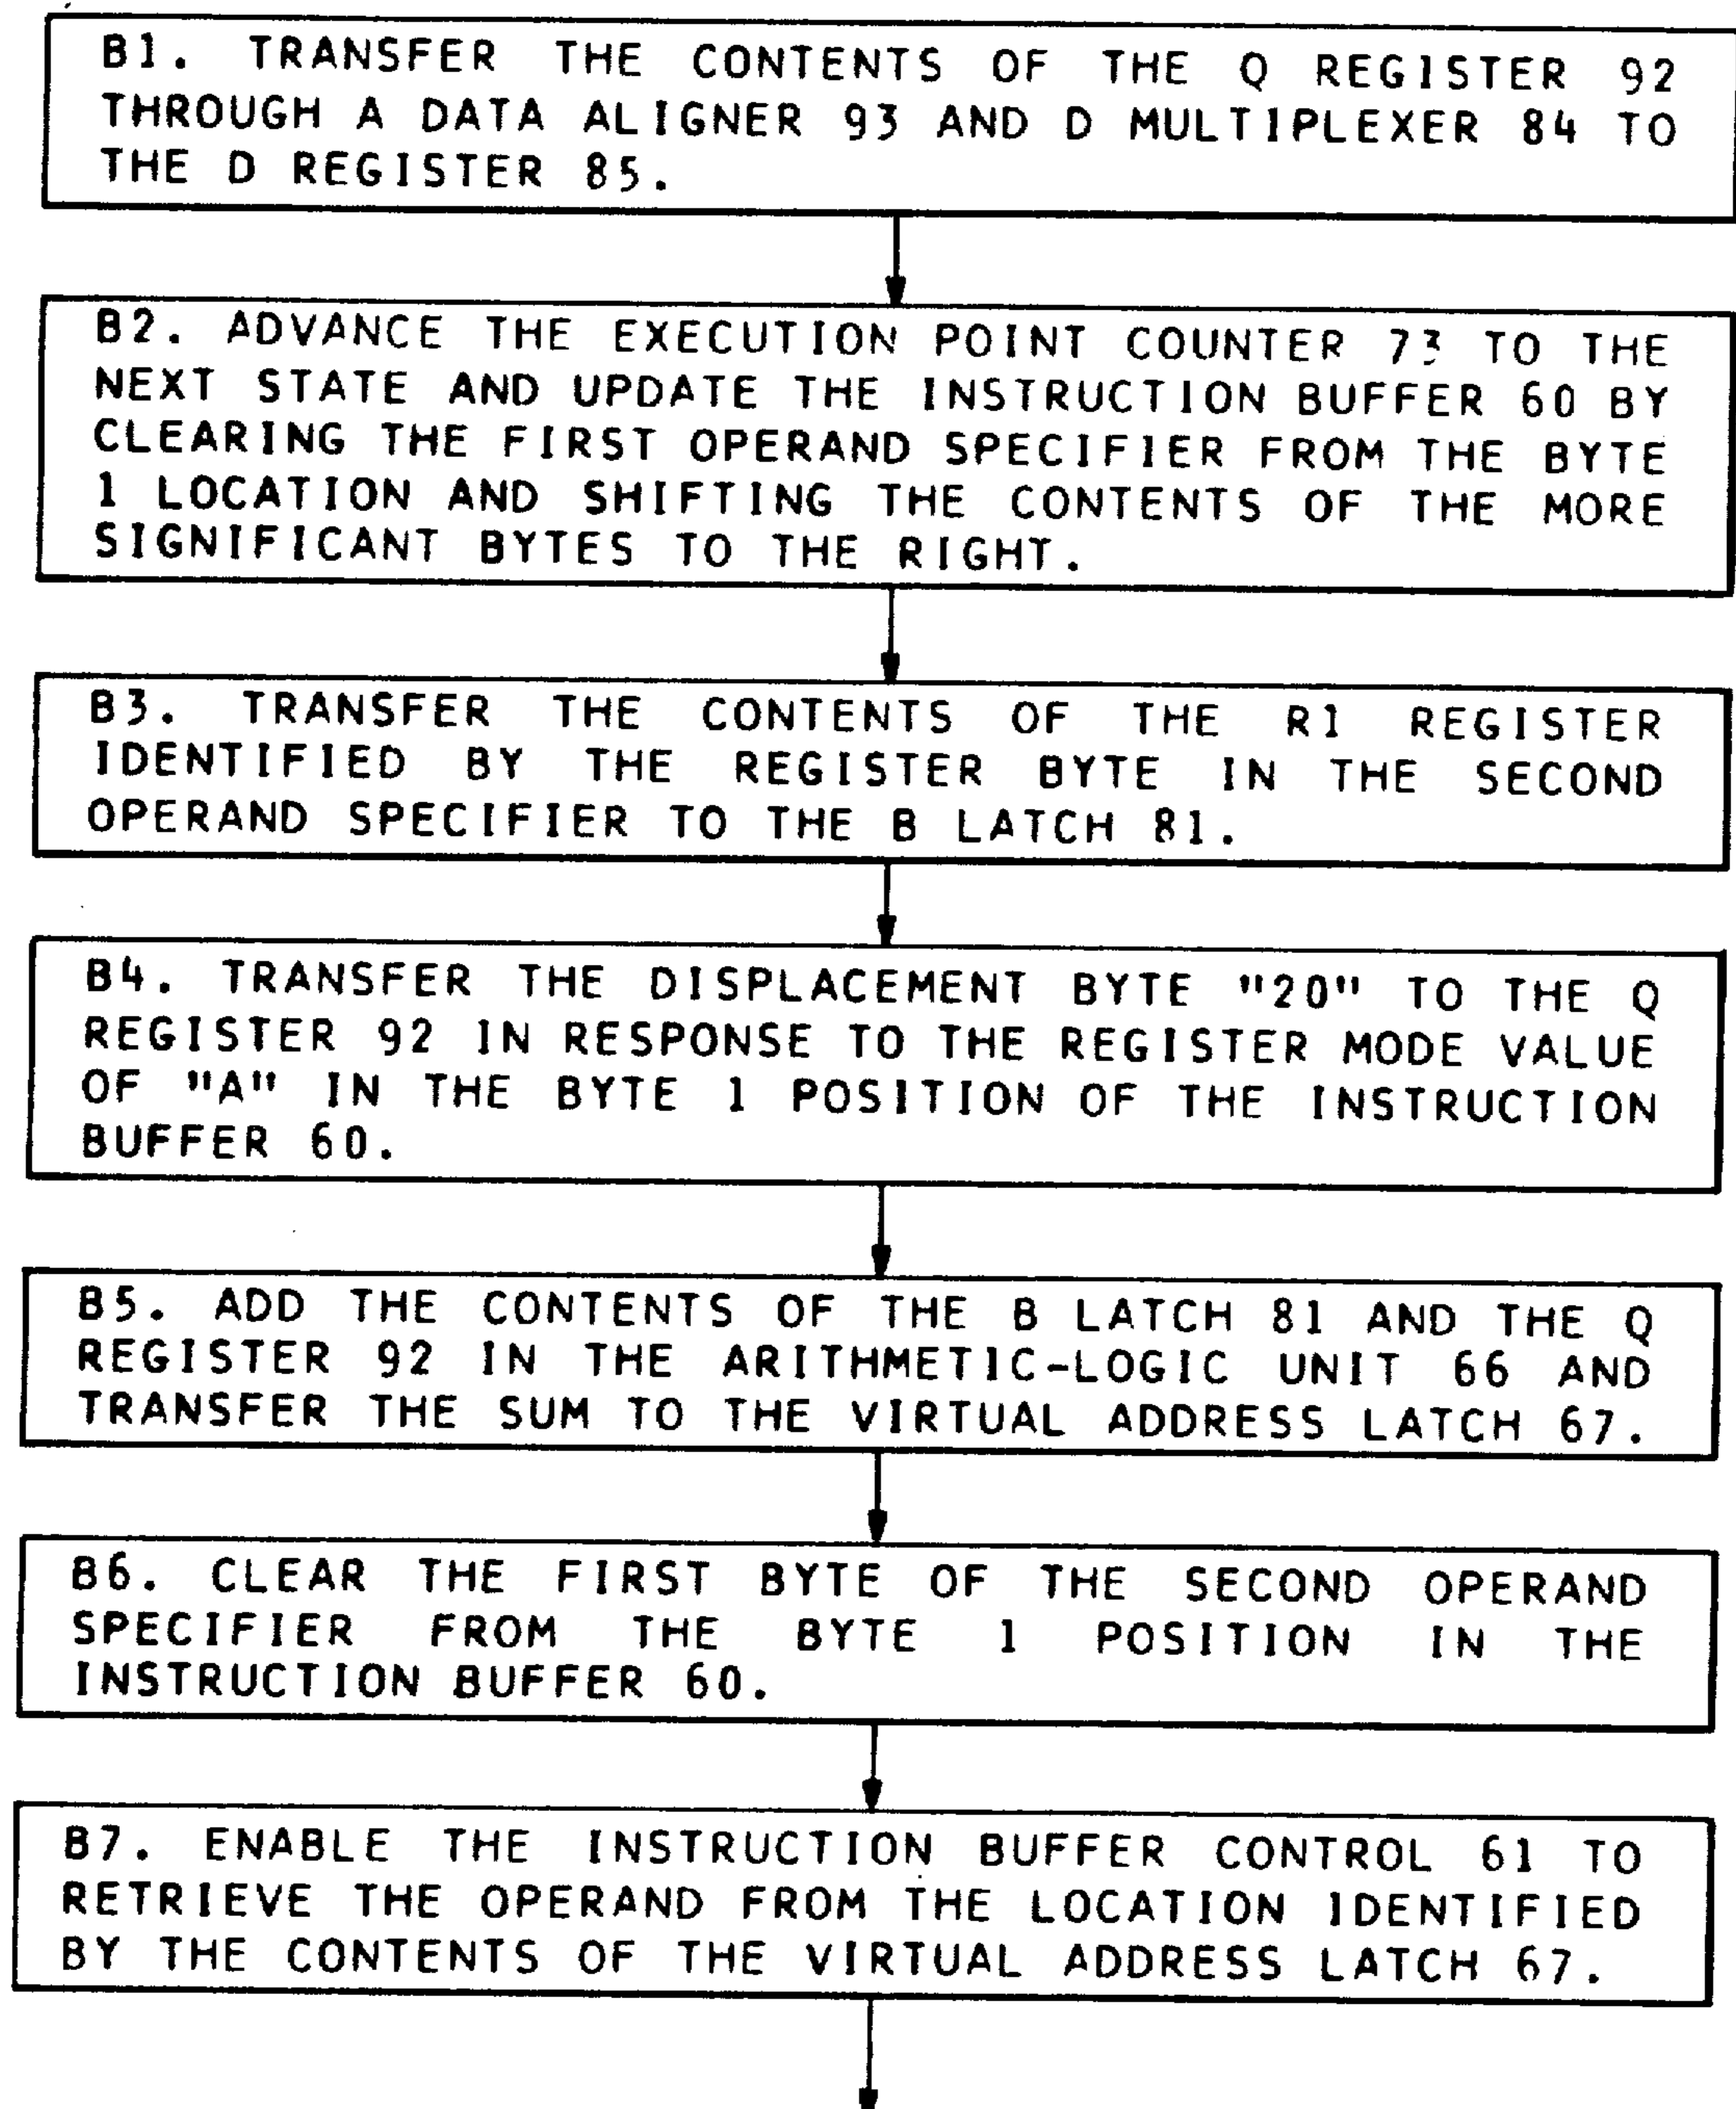 B1. TRANSFER THE CONTENTS OF THE Q REGISTER 92
THROUGH A DATA ALIGNER 93 AND D MULTIPLEXER 84 TO
THE D REGISTER 85.
B2. ADVANCE THE EXECUTION POINT COUNTER 73 TO THE
NEXT STATE AND UPDATE THE INSTRUCTION BUFFER 60 BY
CLEARING THE FIRST OPERAND SPECIFIER FROM THE BYTE
1 LOCATION AND SHIFTING THE CONTENTS OF THE MORE
SIGNIFICANT BYTES TO THE RIGHT.
B3. TRANSFER THE CONTENTS OF THE R1 REGISTER
IDENTIFIED BY THE REGISTER BYTE IN THE SECOND
OPERAND SPECIFIER TO THE B LATCH 81.
B4. TRANSFER THE DISPLACEMENT BYTE "20" TO THE Q
REGISTER 92 IN RESPONSE TO THE REGISTER MODE VALUE
OF "A" IN THE BYTE 1 POSITION OF THE INSTRUCTION
BUFFER 60.
B5. ADD THE CONTENTS OF THE B LATCH 81 AND THE Q
REGISTER 92 IN THE ARITHMETIC-LOGIC UNIT 66 AND
TRANSFER THE SUM TO THE VIRTUAL ADDRESS LATCH 67.
B6. CLEAR THE FIRST BYTE OF THE SECOND OPERAND
SPECIFIER FROM THE BYTE 1 POSITION IN THE
INSTRUCTION BUFFER 60.
B7. ENABLE THE INSTRUCTION BUFFER CONTROL 61 TO
RETRIEVE THE OPERAND FROM THE LOCATION IDENTIFIED
BY THE CONTENTS OF THE VIRTUAL ADDRESS LATCH 67.